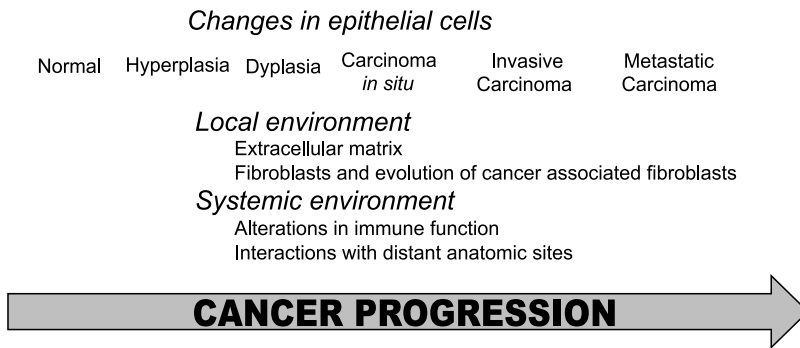 Changes in epithelial cells
Normal Hyperplasia Dyplasia Carcinoma in situ Invasive Carcinoma Metastatic Carcinoma
Local environment
Extracellular matrix
Fibroblasts and evolution of cancer associated fibroblasts
Systemic environment
Alterations in immune function
Interactions with distant anatomic sites
CANCER PROGRESSION